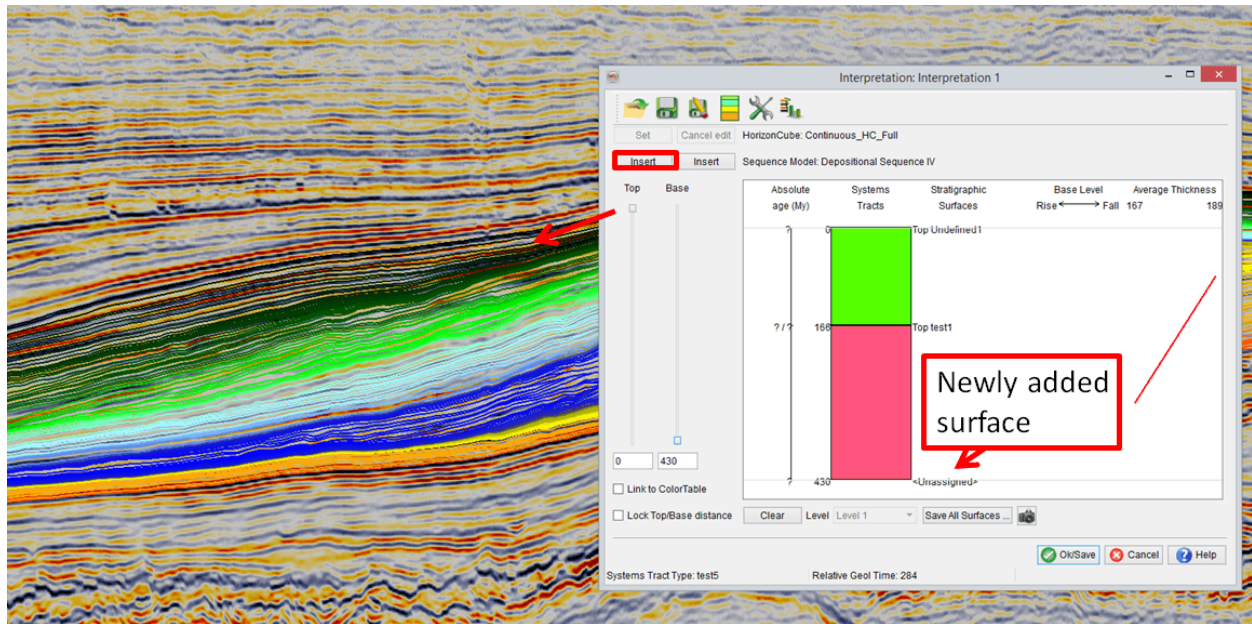 Interpretation: Interpretation 1
Set Cancel edit HorizonCube: Continuous_HC_Full
Insert Insert Sequence Model: Depositional Sequence IV
Top Base Absolute Systems Stratigraphic Base Level Average Thickness
age (My) Tracts Surfaces Rise Fall 167 189
? 0 Top Undefined1
? / ? 166 Top test1
Newly added
surface
0 430
? 430 <Unassigned>
Link to ColorTable
Lock Top/Base distance Clear Level Level 1 Save All Surfaces ...
Ok/Save Cancel ? Help
Systems Tract Type: test5 Relative Geol Time: 284